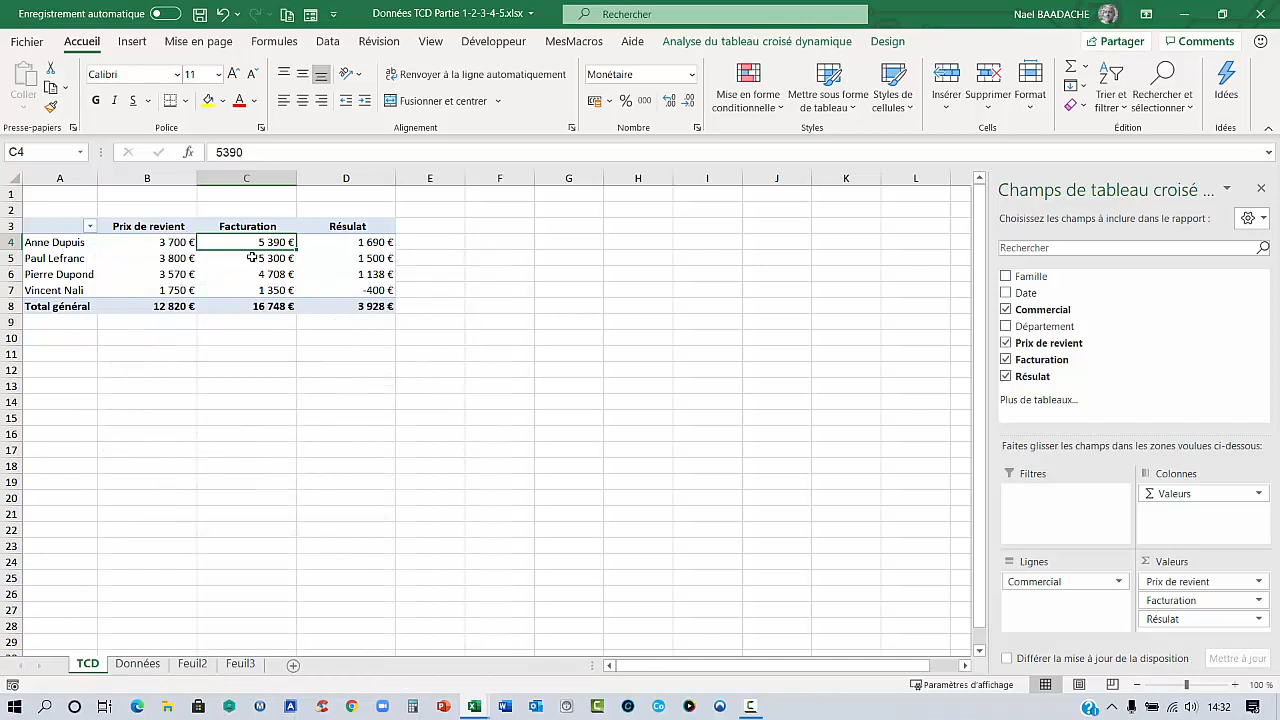 Enregistrement automatique
Données TCD Partie 1-2-3-4-5.xlsx
Rechercher
Nael BAADACHE
Fichier Accueil Insert Mise en page Formules Data Révision View Développeur MesMacros Aide Analyse du tableau croisé dynamique Design
Partager Comments
Coller
Calibri 11
Renvoyer à la ligne automatiquement
Monétaire
G I S
Fusionner et centrer
% 000
Mise en forme conditionnelle
Mettre sous forme de tableau
Styles de cellules
Insérer Supprimer Format
Trier et filtrer
Rechercher et sélectionner
Idées
Presse-papiers Police Alignement Nombre Styles Cells Édition Idées
C4 fx 5390
A B C D E F G H I J K L
1
2
3 Prix de revient Facturation Résulat
4 Anne Dupuis 3 700 € 5 390 € 1 690 €
5 Paul Lefranc 3 800 € 5 300 € 1 500 €
6 Pierre Dupond 3 570 € 4 708 € 1 138 €
7 Vincent Nali 1 750 € 1 350 € -400 €
8 Total général 12 820 € 16 748 € 3 928 €
9
10
11
12
13
14
15
16
17
18
19
20
21
22
23
24
25
26
27
28
29
Champs de tableau croisé ...
Choisissez les champs à inclure dans le rapport :
Rechercher
Famille
Date
Commercial
Département
Prix de revient
Facturation
Résulat
Plus de tableaux...
Faites glisser les champs dans les zones voulues ci-dessous:
Filtres
Colonnes
Σ Valeurs
Lignes
Commercial
Σ Valeurs
Prix de revient
Facturation
Résulat
Différer la mise à jour de la disposition
Mettre à jour
TCD Données Feuil2 Feuil3
Paramètres d'affichage
100 %
14:32